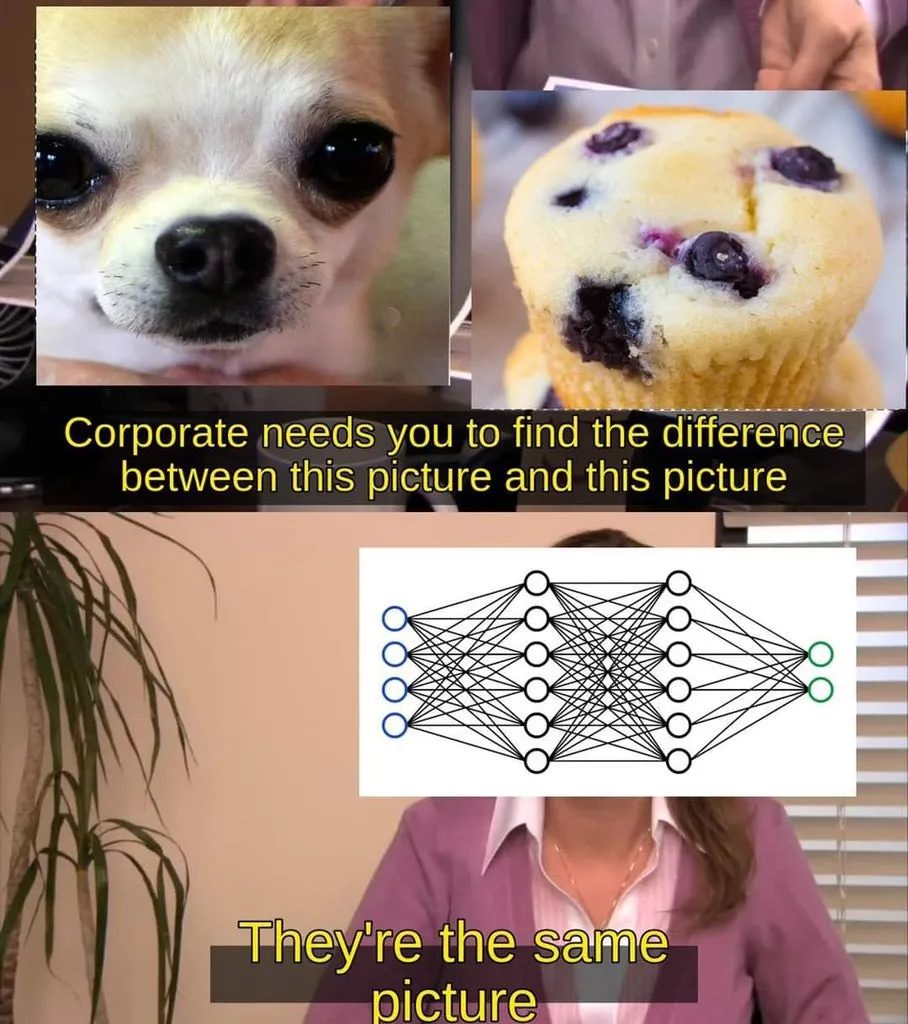 Corporate needs you to find the difference
between this picture and this picture
They're the same
picture